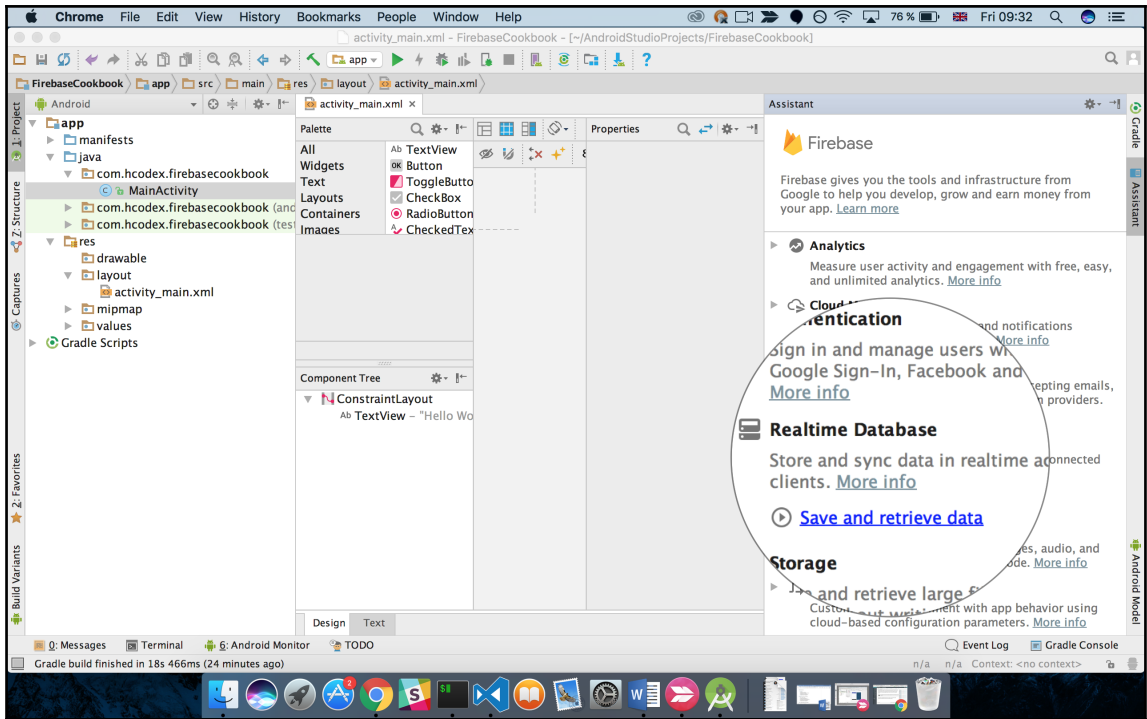 Chrome File Edit View History Bookmarks People Window Help 76% Fri 09:32
activity_main.xml - FirebaseCookbook - [~/AndroidStudioProjects/FirebaseCookbook]
app
FirebaseCookbook app src main res layout activity_main.xml
1: Project
Z: Structure
Captures
2: Favorites
Build Variants
Android
app
manifests
java
com.hcodex.firebasecookbook
MainActivity
com.hcodex.firebasecookbook (and
com.hcodex.firebasecookbook (test
res
drawable
layout
activity_main.xml
mipmap
values
Gradle Scripts
activity_main.xml
Palette
All
Widgets
Text
Layouts
Containers
Images
Ab TextView
OK Button
ToggleButto
CheckBox
RadioButton
CheckedTex
Component Tree
ConstraintLayout
Ab TextView - "Hello Wo
Design Text
Properties
Assistant
Firebase
Firebase gives you the tools and infrastructure from
Google to help you develop, grow and earn money from
your app. Learn more
Analytics
Measure user activity and engagement with free, easy,
and unlimited analytics. More info
Cloud
and notifications
More info
entication
Sign in and manage users
Google Sign-In, Facebook and
More info
epting emails,
providers.
Realtime Database
Store and sync data in realtime
onnected
clients. More info
Save and retrieve data
Storage
es, audio, and
ode. More info
and retrieve large
ent with app behavior using
cloud-based configuration parameters. More info
Gradle
Assistant
Android Model
0: Messages Terminal 6: Android Monitor TODO Event Log Gradle Console
Gradle build finished in 18s 466ms (24 minutes ago) n/a n/a Context: <no context>
2